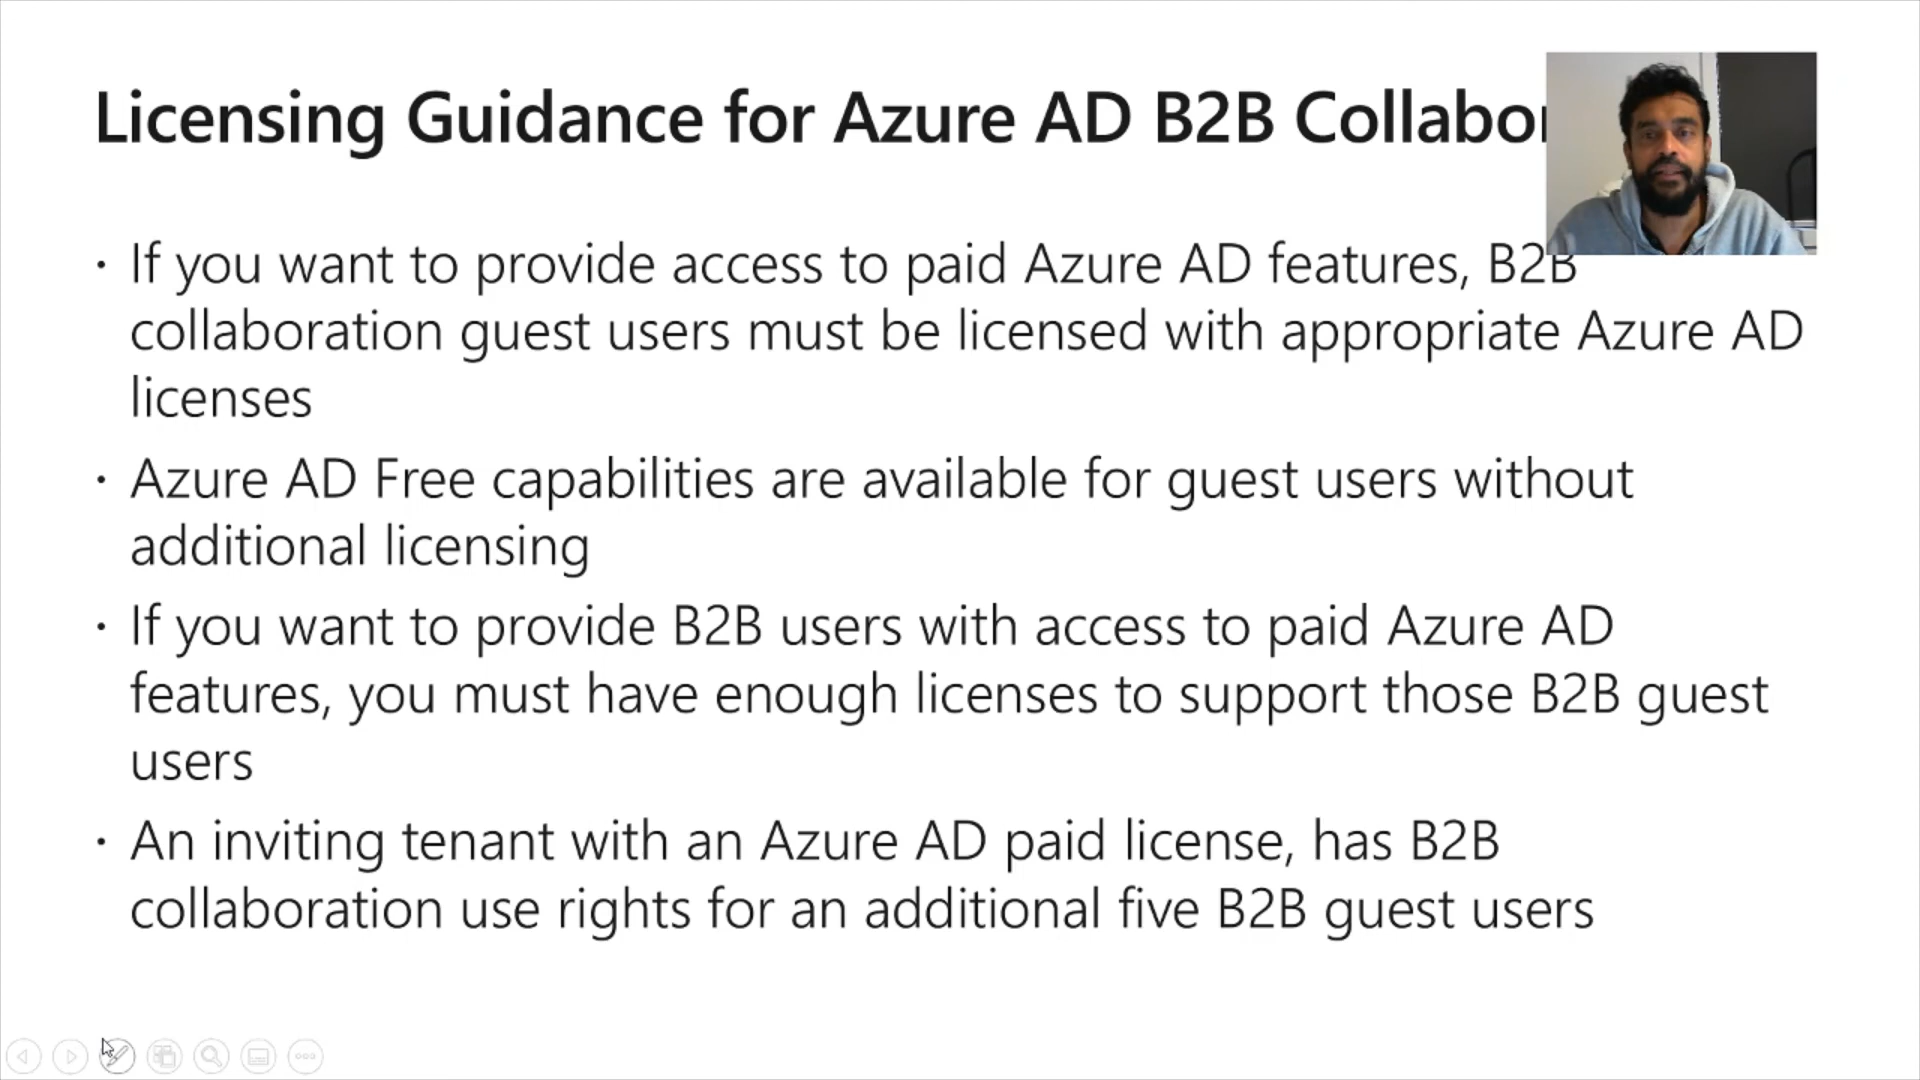 Licensing Guidance for Azure AD B2B Collabor
• If you want to provide access to paid Azure AD features, B2B
collaboration guest users must be licensed with appropriate Azure AD
licenses
• Azure AD Free capabilities are available for guest users without
additional licensing
• If you want to provide B2B users with access to paid Azure AD
features, you must have enough licenses to support those B2B guest
users
• An inviting tenant with an Azure AD paid license, has B2B
collaboration use rights for an additional five B2B guest users